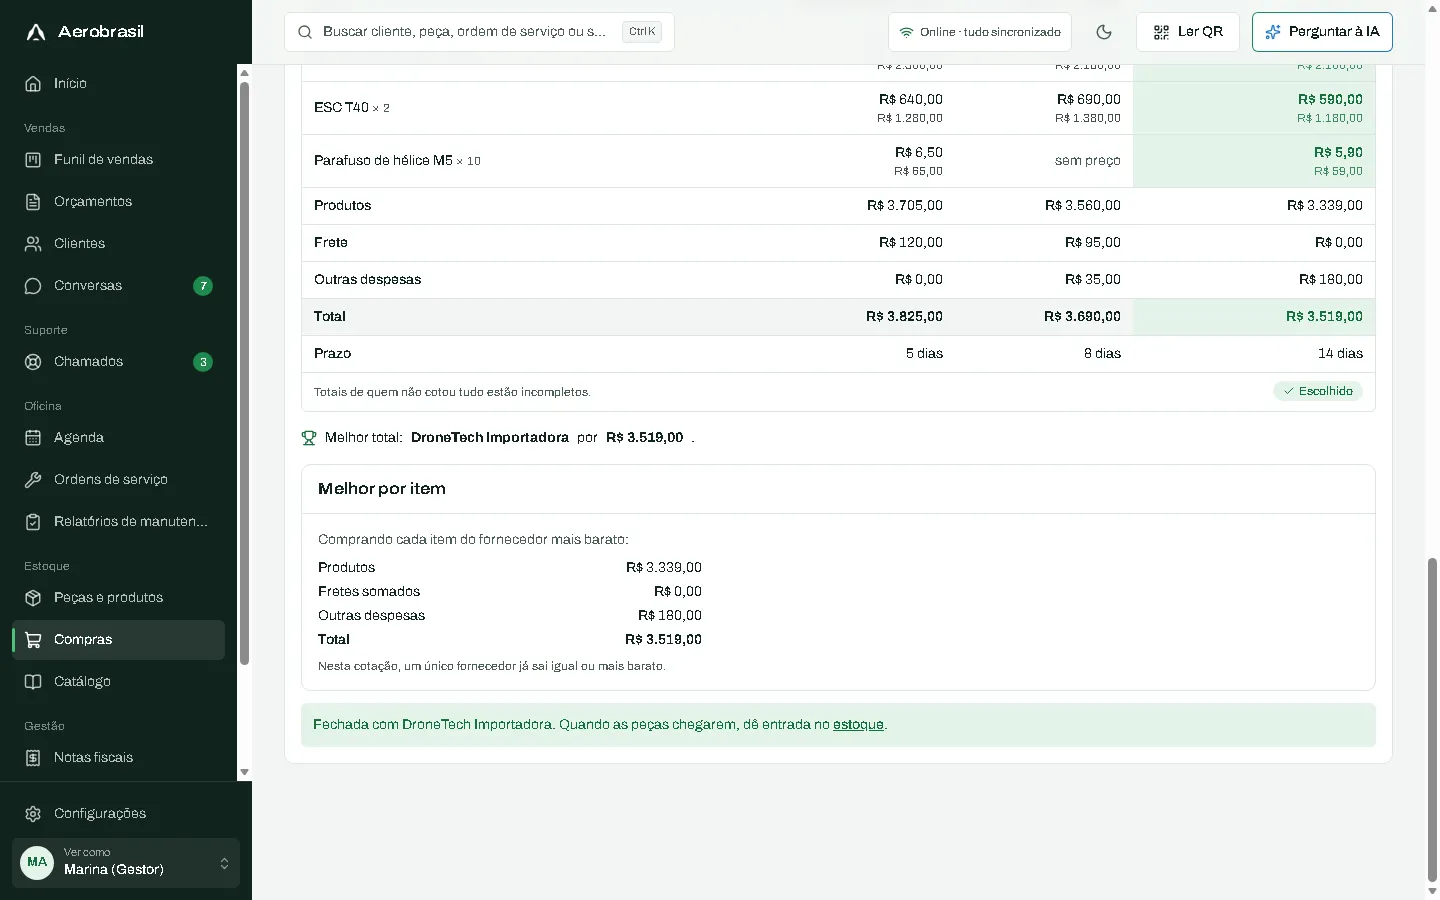 Aerobrasil
Buscar cliente, peça, ordem de serviço ou s...
Ctrl K
Online · tudo sincronizado
Ler QR
Perguntar à IA
Início
Vendas
Funil de vendas
Orçamentos
Clientes
Conversas 7
Suporte
Chamados 3
Oficina
Agenda
Ordens de serviço
Relatórios de manuten...
Estoque
Peças e produtos
Compras
Catálogo
Gestão
Notas fiscais
Configurações
MA
Ver como
Marina (Gestor)
ESC T40 × 2 R$ 640,00 R$ 690,00 R$ 590,00
R$ 1.280,00 R$ 1.380,00 R$ 1.180,00
Parafuso de hélice M5 × 10 R$ 6,50 sem preço R$ 5,90
R$ 65,00 R$ 59,00
Produtos R$ 3.705,00 R$ 3.560,00 R$ 3.339,00
Frete R$ 120,00 R$ 95,00 R$ 0,00
Outras despesas R$ 0,00 R$ 35,00 R$ 180,00
Total R$ 3.825,00 R$ 3.690,00 R$ 3.519,00
Prazo 5 dias 8 dias 14 dias
Totais de quem não cotou tudo estão incompletos. Escolhido
Melhor total: DroneTech Importadora por R$ 3.519,00 .
Melhor por item
Comprando cada item do fornecedor mais barato:
Produtos R$ 3.339,00
Fretes somados R$ 0,00
Outras despesas R$ 180,00
Total R$ 3.519,00
Nesta cotação, um único fornecedor já sai igual ou mais barato.
Fechada com DroneTech Importadora. Quando as peças chegarem, dê entrada no estoque.